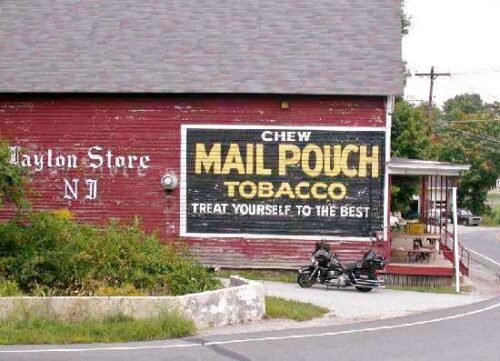 Layton Store
NJ
CHEW
MAIL POUCH
TOBACCO
TREAT YOURSELF TO THE BEST